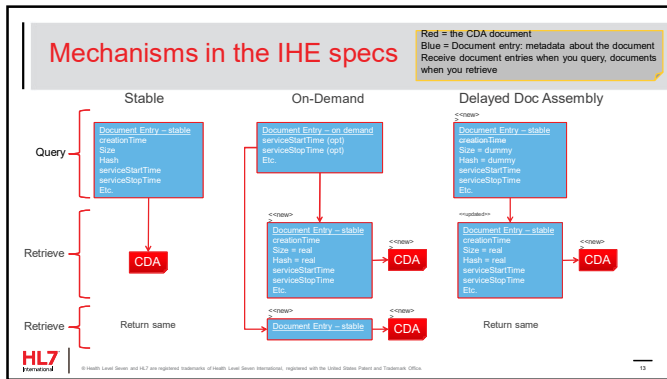 Mechanisms in the IHE specs
Red = the CDA document
Blue = Document entry: metadata about the document
Receive document entries when you query, documents
when you retrieve
Stable
On-Demand
Delayed Doc Assembly
Query
Document Entry – stable
creationTime
Size
Hash
serviceStartTime
serviceStopTime
Etc.
Document Entry – on demand
serviceStartTime (opt)
serviceStopTime (opt)
Etc.
<<new>
>
Document Entry – stable
creationTime
Size = dummy
Hash = dummy
serviceStartTime
serviceStopTime
Etc.
Retrieve
CDA
<<new>
>
Document Entry – stable
creationTime
Size = real
Hash = real
serviceStartTime
serviceStopTime
Etc.
<<new>
>
CDA
<<updated>>
Document Entry – stable
creationTime
Size = real
Hash = real
serviceStartTime
serviceStopTime
Etc.
<<new>
>
CDA
Retrieve
Return same
<<new>
>
Document Entry – stable
<<new>
>
CDA
Return same
HL7
International
® Health Level Seven and HL7 are registered trademarks of Health Level Seven International, registered with the United States Patent and Trademark Office.
13